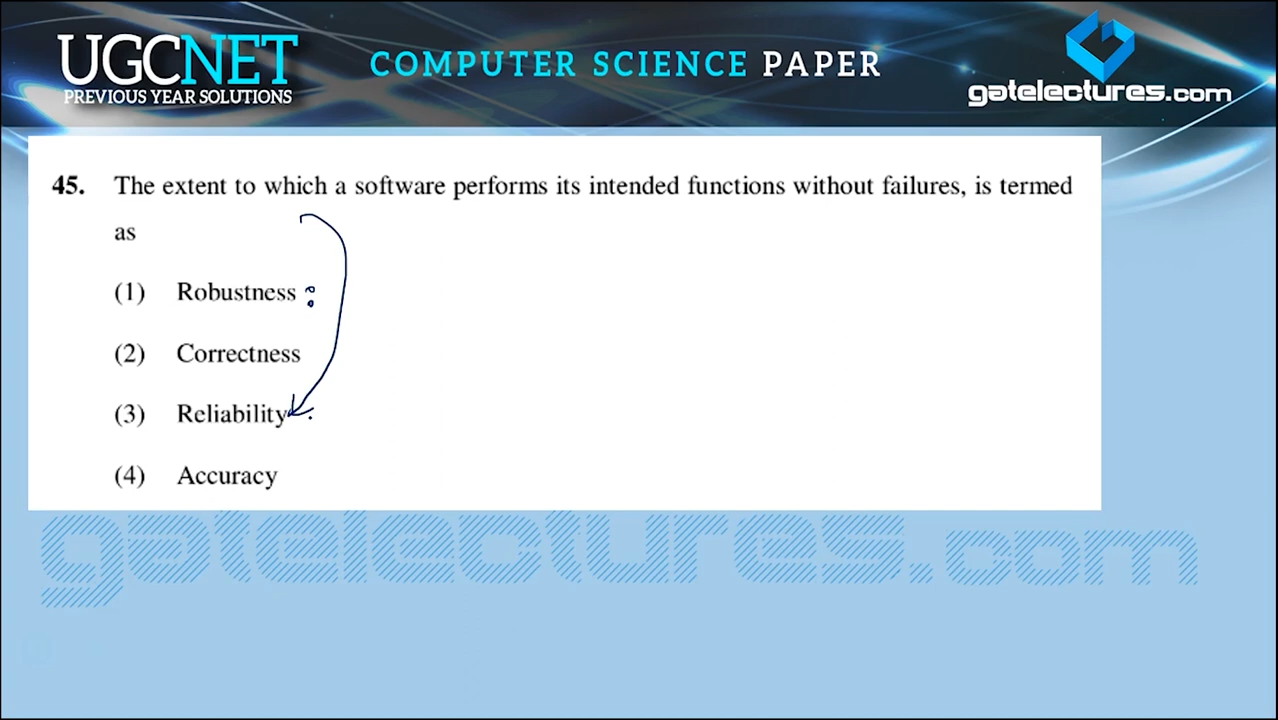 UGCNET
PREVIOUS YEAR SOLUTIONS
COMPUTER SCIENCE PAPER
gatelectures.com
45. The extent to which a software performs its intended functions without failures, is termed
as
(1) Robustness :
(2) Correctness
(3) Reliability
(4) Accuracy
gatelectures.com